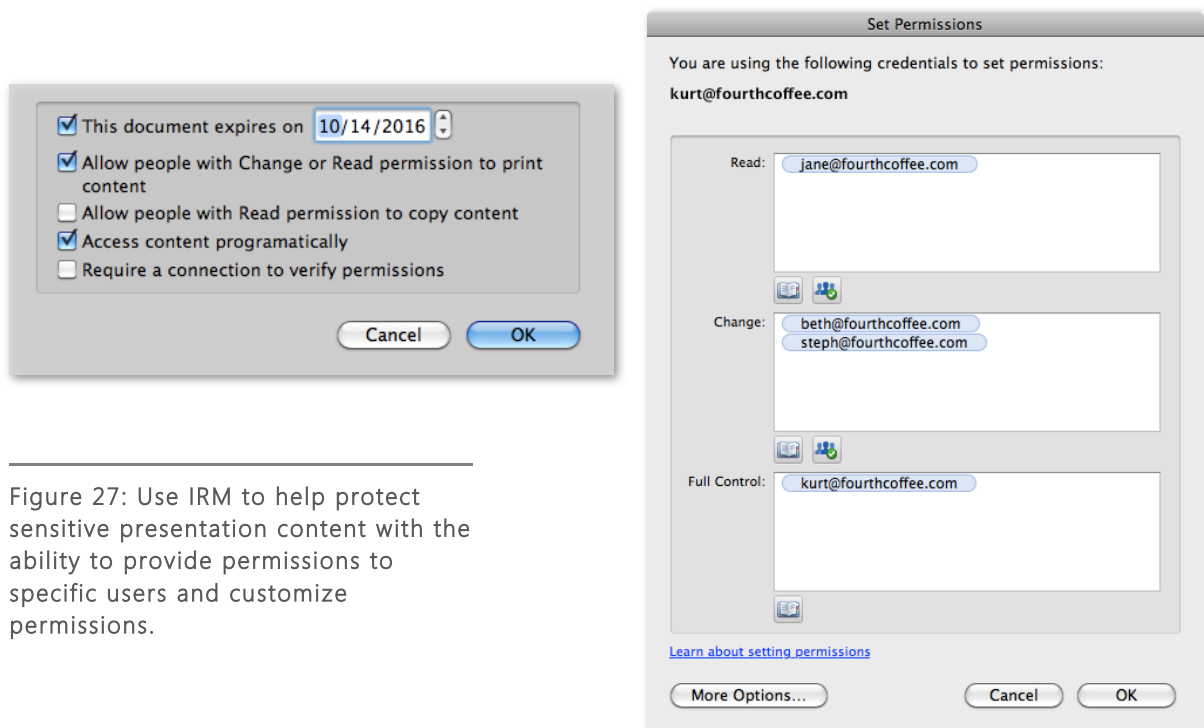 This document expires on 10/14/2016
Allow people with Change or Read permission to print
content
Allow people with Read permission to copy content
Access content programatically
Require a connection to verify permissions
Cancel
OK
Figure 27: Use IRM to help protect
sensitive presentation content with the
ability to provide permissions to
specific users and customize
permissions.
Set Permissions
You are using the following credentials to set permissions:
kurt@fourthcoffee.com
Read: jane@fourthcoffee.com
Change: beth@fourthcoffee.com
steph@fourthcoffee.com
Full Control: kurt@fourthcoffee.com
Learn about setting permissions
More Options...
Cancel
OK